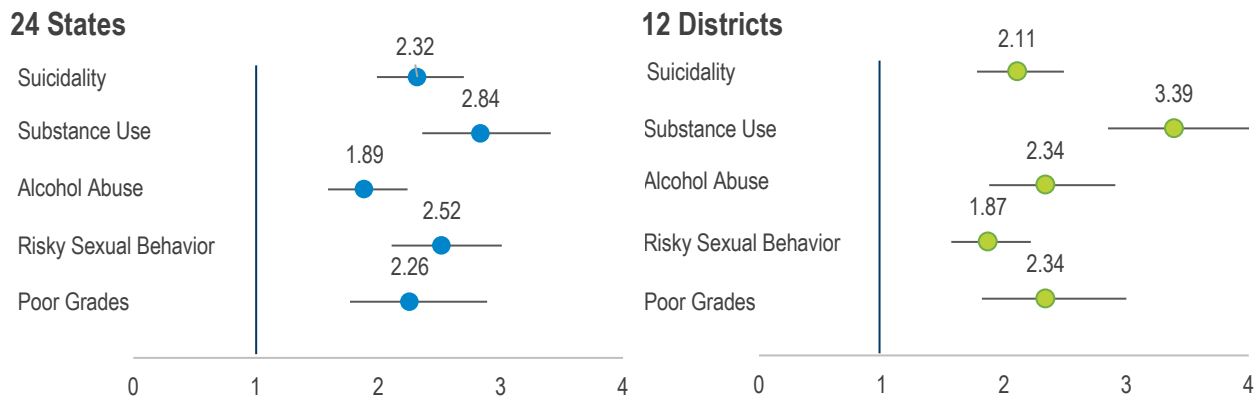 24 States
2.32
Suicidality
2.84
Substance Use
1.89
Alcohol Abuse
2.52
Risky Sexual Behavior
2.26
Poor Grades
0 1 2 3 4
12 Districts
2.11
Suicidality
3.39
Substance Use
2.34
Alcohol Abuse
1.87
Risky Sexual Behavior
2.34
Poor Grades
0 1 2 3 4